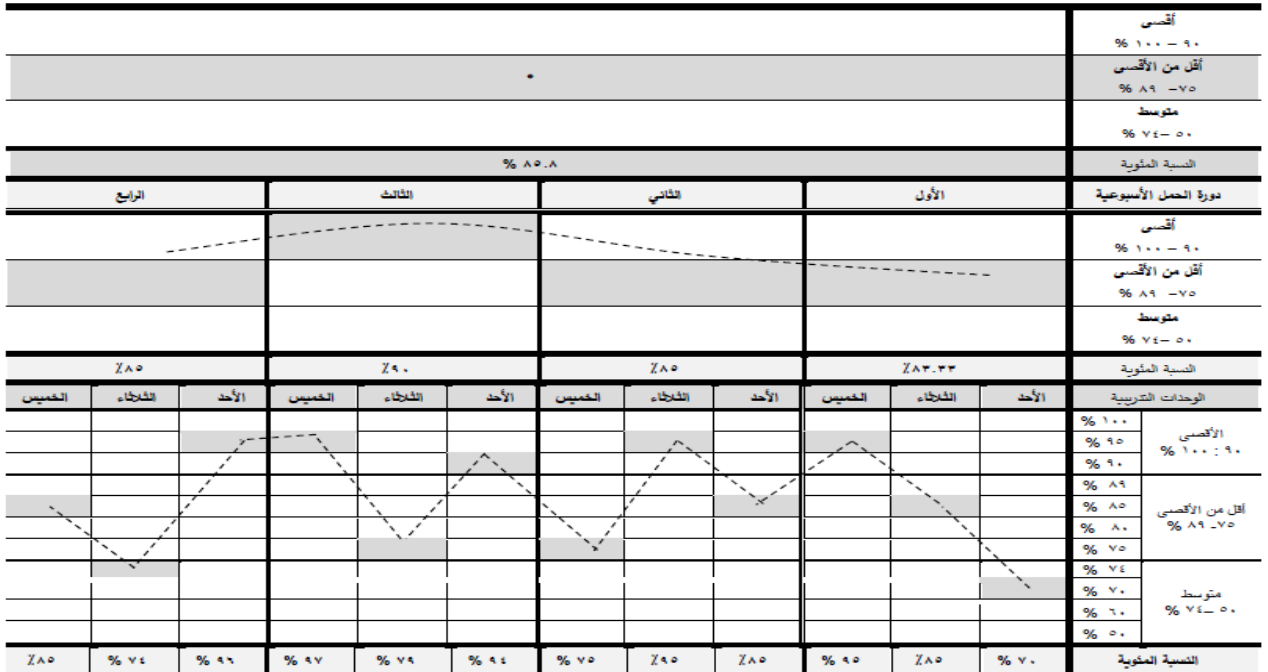 أقصى
٩٠ – ١٠٠ %
أقل من الأقصى
٧٥– ٨٩ %
متوسط
٥٠ –٧٤ %
النسبة المئوية
٨٥.٨ %
دورة الحمل الأسبوعية
الأول
الثاني
الثالث
الرابع
أقصى
٩٠ – ١٠٠ %
أقل من الأقصى
٧٥– ٨٩ %
متوسط
٥٠ –٧٤ %
النسبة المئوية
٨٣.٣٣٪
٨٥٪
٩٠٪
٨٥٪
الوحدات التدريبية
الأحد
الثلاثاء
الخميس
الأحد
الثلاثاء
الخميس
الأحد
الثلاثاء
الخميس
الأحد
الثلاثاء
الخميس
الأقصى
٩٠ : ١٠٠ %
١٠٠ %
٩٥ %
٩٠ %
أقل من الأقصى
٧٥- ٨٩ %
٨٩ %
٨٥ %
٨٠ %
٧٥ %
متوسط
٥٠ –٧٤ %
٧٤ %
٧٠ %
٦٠ %
٥٠ %
النسبة المئوية
٧٠ %
٨٥٪
٩٥ %
٨٥٪
٩٥٪
٧٥ %
٩٤ %
٧٩ %
٩٧ %
٩٦ %
٧٤ %
٨٥٪